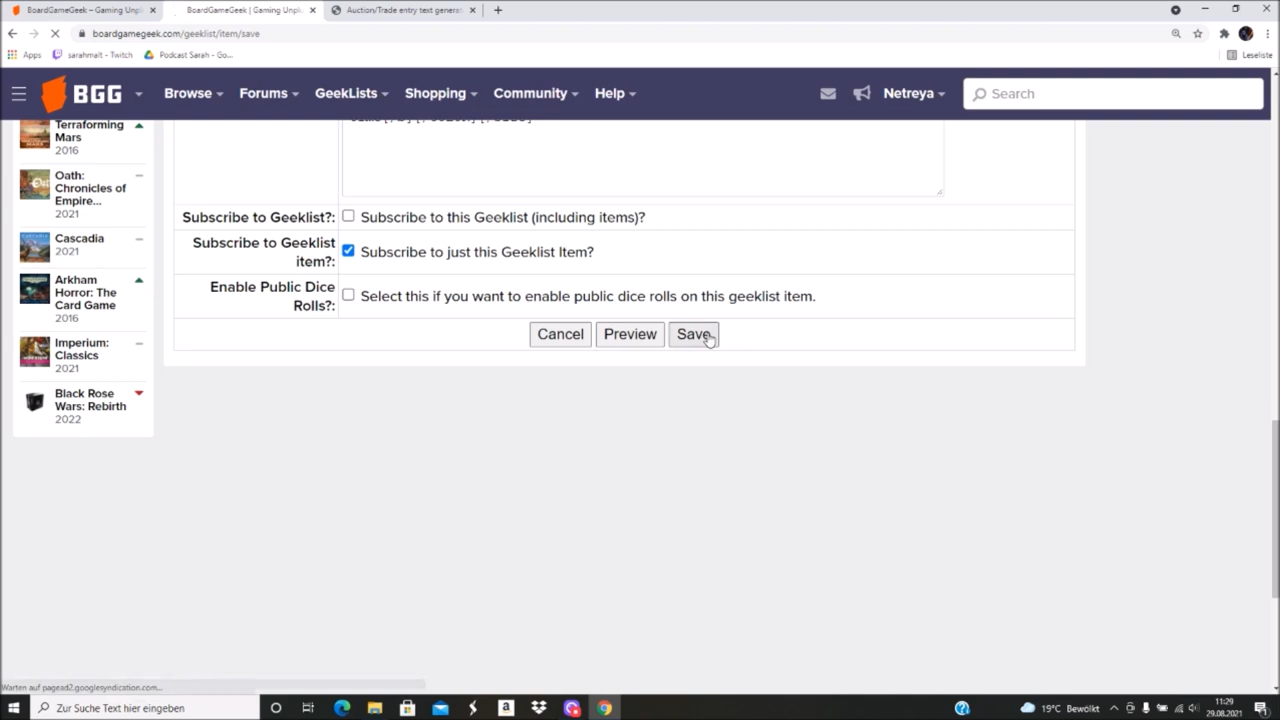 BoardGameGeek – Gaming Unpl
BoardGameGeek | Gaming Unpl
Auction/Trade entry text generat
boardgamegeek.com/geeklist/item/save
Apps
sarahmalt - Twitch
Podcast Sarah - Go...
Leseliste
BGG
Browse
Forums
GeekLists
Shopping
Community
Help
Netreya
Search
Terraforming
Mars
2016
Oath:
Chronicles of
Empire...
2021
Cascadia
2021
Arkham
Horror: The
Card Game
2016
Imperium:
Classics
2021
Black Rose
Wars: Rebirth
2022
Subscribe to Geeklist?:
Subscribe to this Geeklist (including items)?
Subscribe to Geeklist
item?:
Subscribe to just this Geeklist Item?
Enable Public Dice
Rolls?:
Select this if you want to enable public dice rolls on this geeklist item.
Cancel
Preview
Save
Warten auf pagead2.googlesyndication.com...
Zur Suche Text hier eingeben
19°C Bewölkt
11:29
29.08.2021